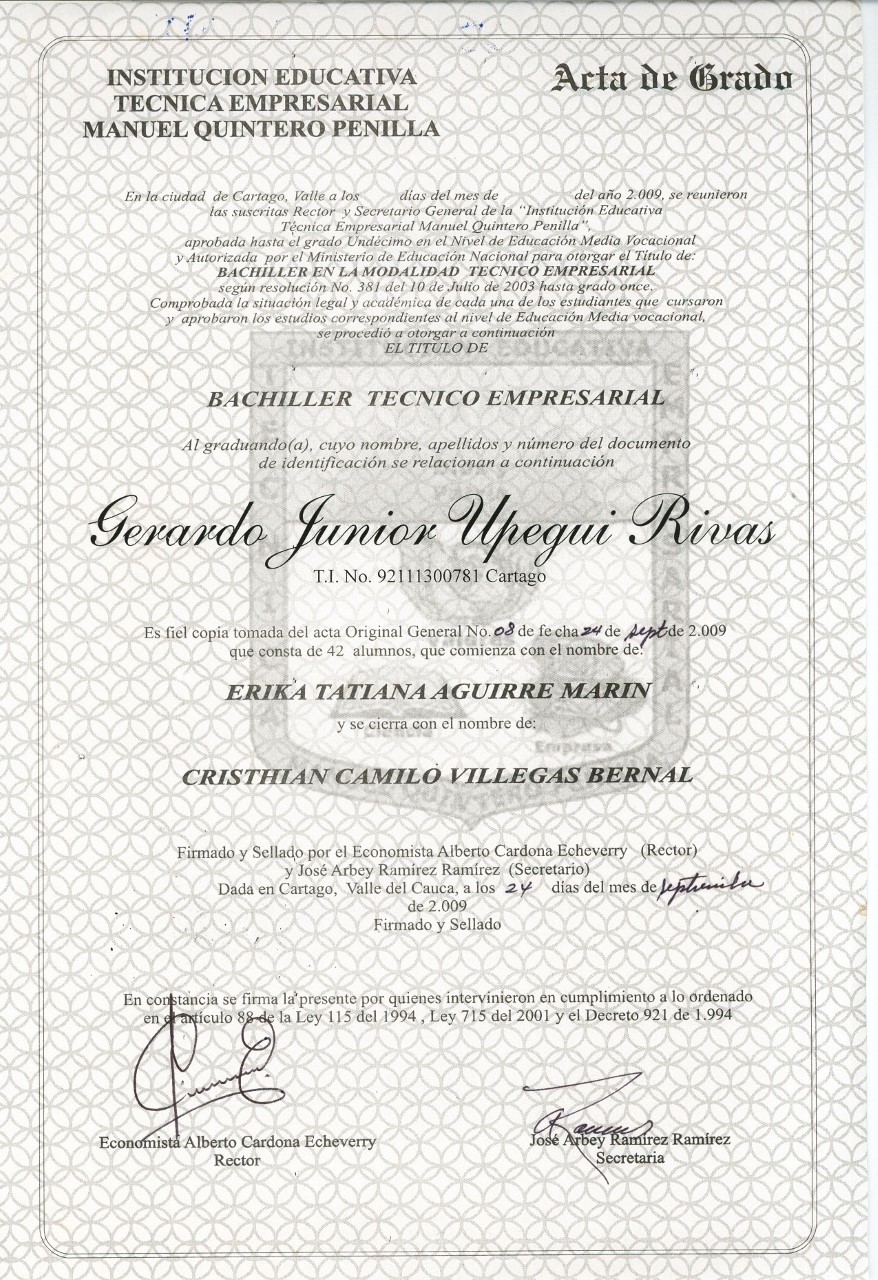 INSTITUCION EDUCATIVA
TECNICA EMPRESARIAL
MANUEL QUINTERO PENILLA
Acta de Grado
En la ciudad de Cartago, Valle a los días del mes de del año 2.009, se reunieron
las suscritas Rector y Secretario General de la "Institución Educativa
Técnica Empresarial Manuel Quintero Penilla",
aprobada hasta el grado Undécimo en el Nivel de Educación Media Vocacional
y Autorizada por el Ministerio de Educación Nacional para otorgar el Titulo de:
BACHILLER EN LA MODALIDAD TECNICO EMPRESARIAL
según resolución No. 381 del 10 de Julio de 2003 hasta grado once.
Comprobada la situación legal y académica de cada una de los estudiantes que cursaron
y aprobaron los estudios correspondientes al nivel de Educación Media vocacional,
se procedió a otorgar a continuación
EL TITULO DE
BACHILLER TECNICO EMPRESARIAL
Al graduando(a), cuyo nombre, apellidos y número del documento
de identificación se relacionan a continuación
Gerardo Junior Upegui Rivas
T.I. No. 92111300781 Cartago
Es fiel copia tomada del acta Original General No. 08 de fecha 24 de sept de 2.009
que consta de 42 alumnos, que comienza con el nombre de:
ERIKA TATIANA AGUIRRE MARIN
y se cierra con el nombre de:
Empresa
CRISTHIAN CAMILO VILLEGAS BERNAL
Firmado y Sellado por el Economista Alberto Cardona Echeverry (Rector)
y José Arbey Ramírez Ramírez (Secretario)
Dada en Cartago, Valle del Cauca, a los 24 días del mes de septiembre
de 2.009
Firmado y Sellado
En constancia se firma la presente por quienes intervinieron en cumplimiento a lo ordenado
en el artículo 88 de la Ley 115 del 1994 , Ley 715 del 2001 y el Decreto 921 de 1.994
Economista Alberto Cardona Echeverry
Rector
José Arbey Ramírez Ramírez
Secretaria